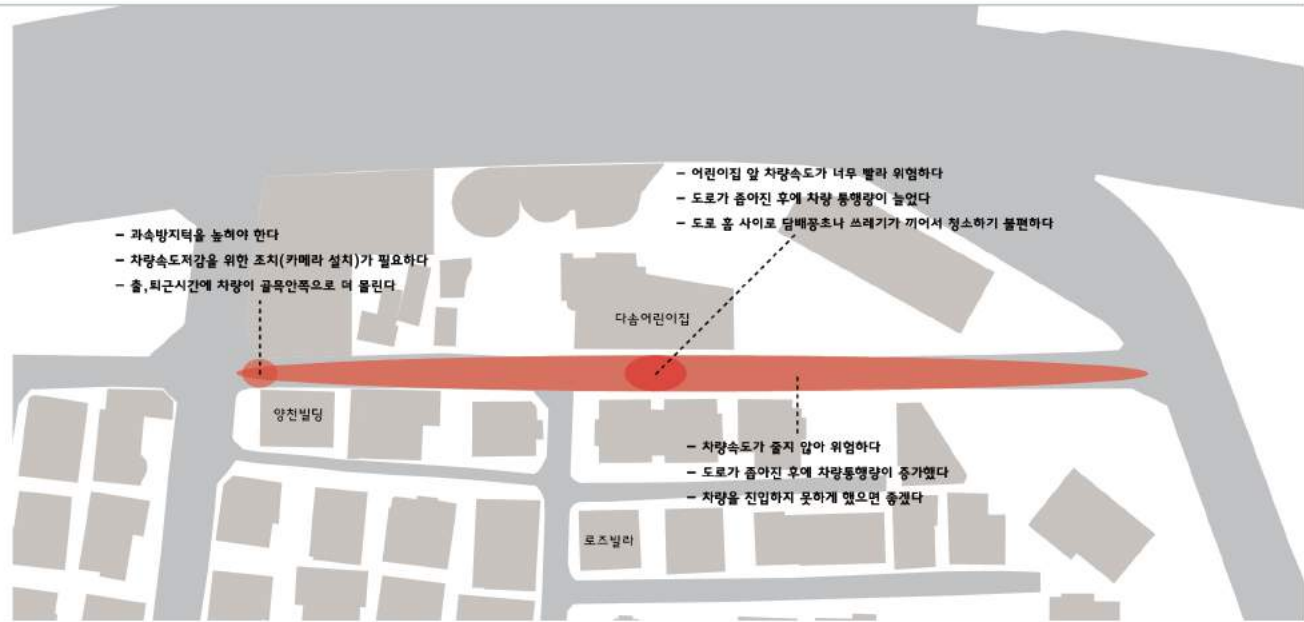 – 어린이집 앞 차량속도가 너무 빨라 위험하다
– 도로가 좁아진 후에 차량 통행량이 늘었다
– 도로 홈 사이로 담배꽁초나 쓰레기가 끼어서 청소하기 불편하다
– 과속방지턱을 높혀야 한다
– 차량속도저감을 위한 조치(카메라 설치)가 필요하다
– 출,퇴근시간에 차량이 골목안쪽으로 더 몰린다
다솜어린이집
양천빌딩
– 차량속도가 줄지 않아 위험하다
– 도로가 좁아진 후에 차량통행량이 증가했다
– 차량을 진입하지 못하게 했으면 좋겠다
로즈빌라